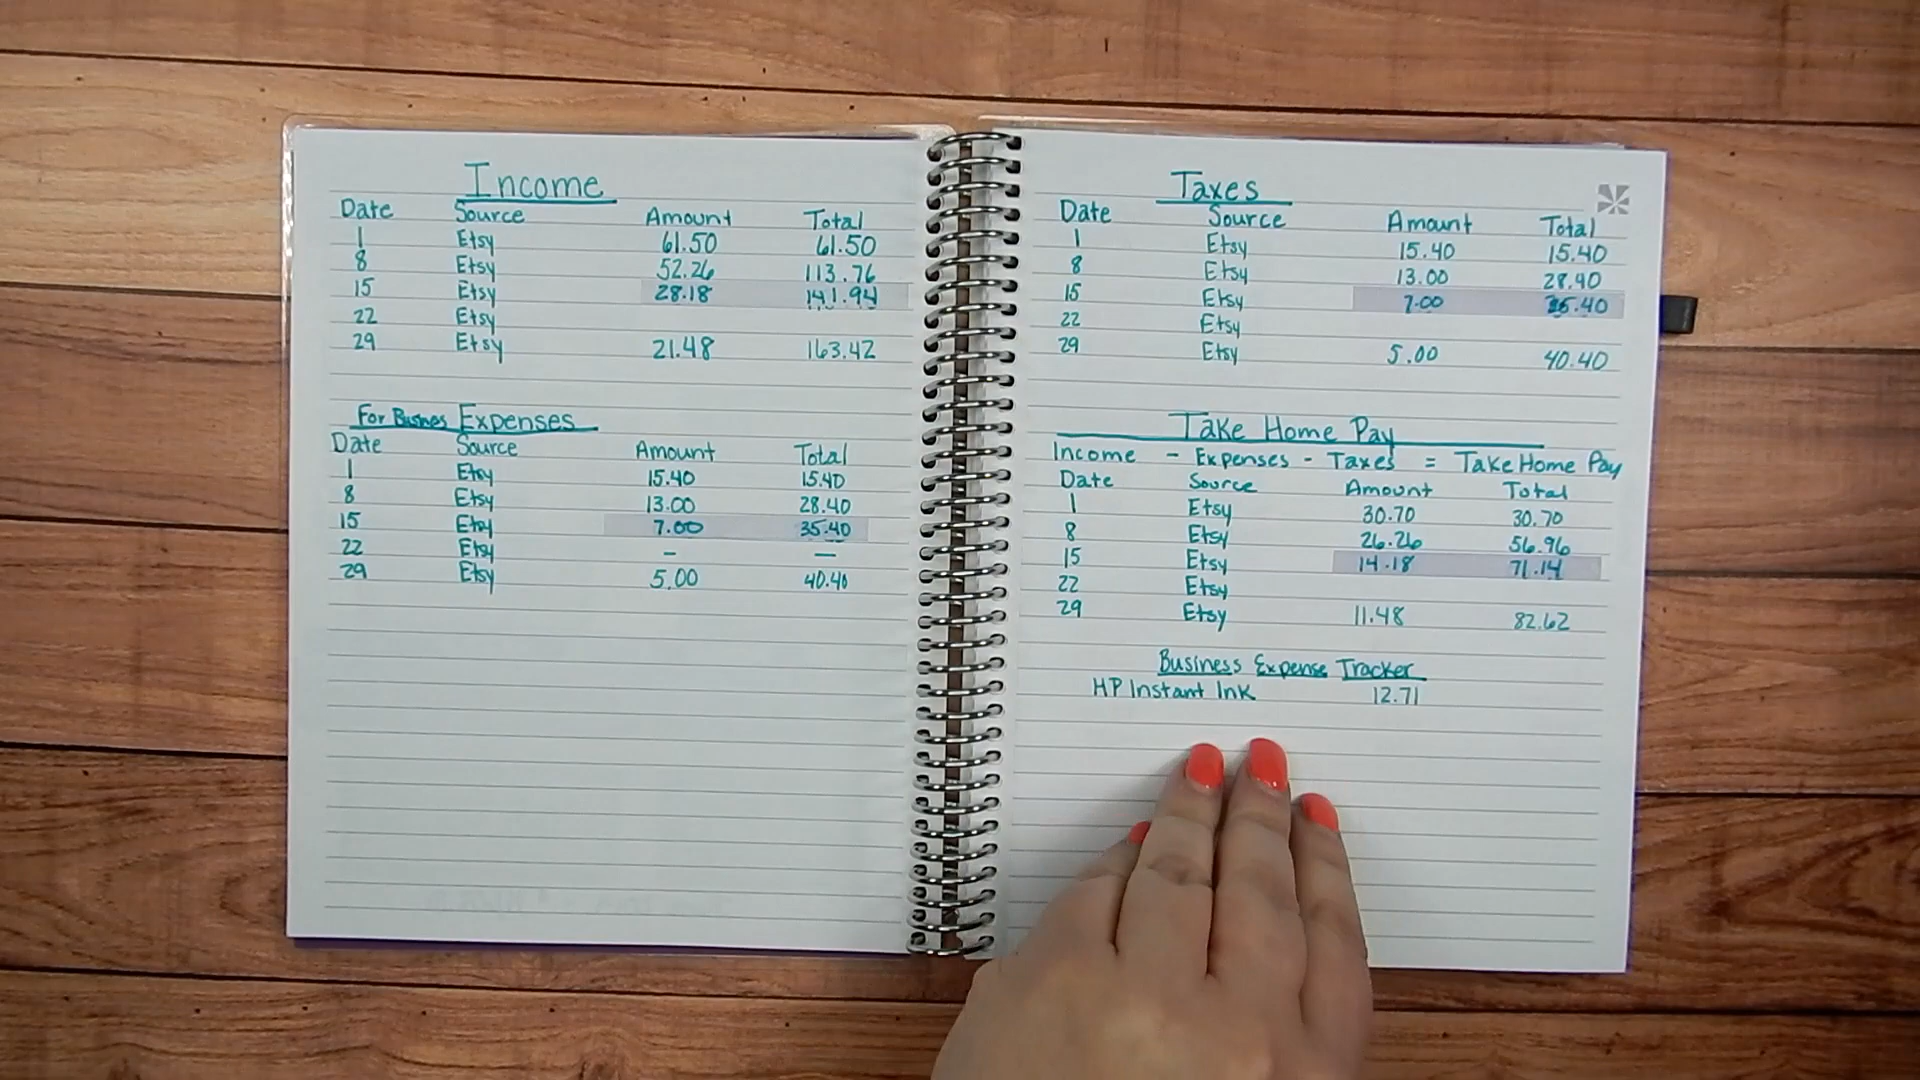 Income
Date Source Amount Total
1 Etsy 61.50 61.50
8 Etsy 52.26 113.76
15 Etsy 28.18 141.94
22 Etsy
29 Etsy 21.48 163.42
For Busines Expenses
Date Source Amount Total
1 Etsy 15.40 15.40
8 Etsy 13.00 28.40
15 Etsy 7.00 35.40
22 Etsy – –
29 Etsy 5.00 40.40
Taxes
Date Source Amount Total
1 Etsy 15.40 15.40
8 Etsy 13.00 28.40
15 Etsy 7.00 35.40
22 Etsy
29 Etsy 5.00 40.40
Take Home Pay
Income - Expenses - Taxes = Take Home Pay
Date Source Amount Total
1 Etsy 30.70 30.70
8 Etsy 26.26 56.96
15 Etsy 14.18 71.14
22 Etsy
29 Etsy 11.48 82.62
Business Expense Tracker
HP Instant Ink 12.71